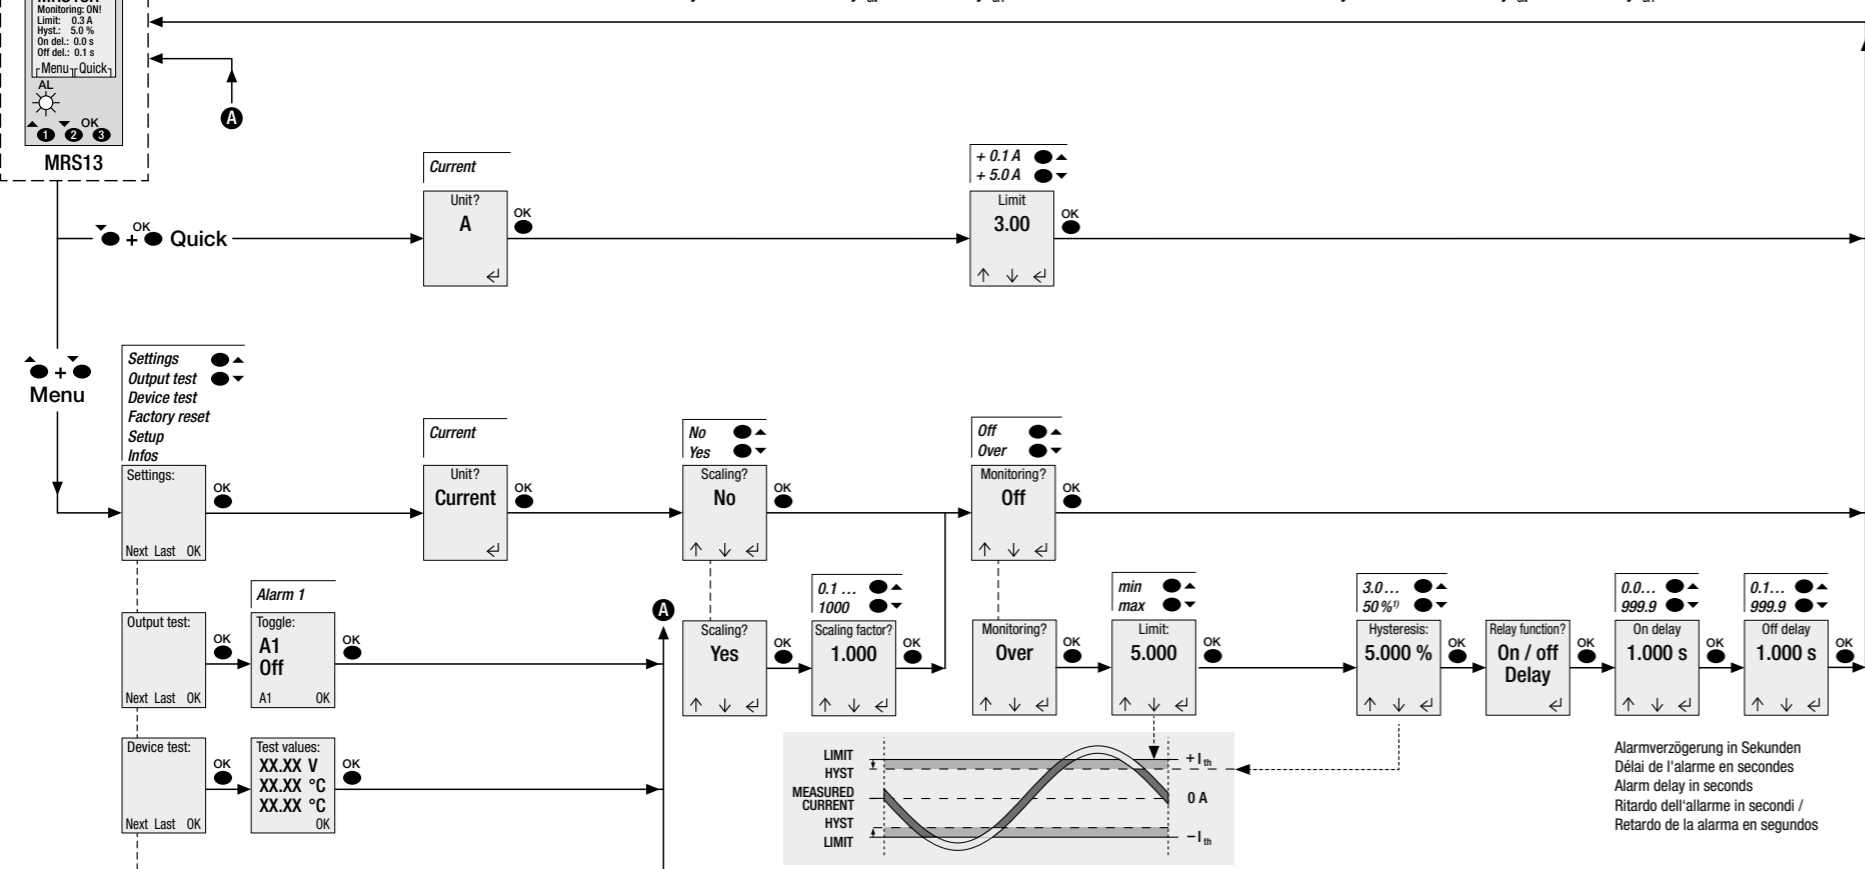 Monitoring: ON!
Limit: 0.3 A
Hyst.: 5.0 %
On del.: 0.0 s
Off del.: 0.1 s
Menu Quick
AL
OK
1 2 3
MRS13
A
Current
Unit?
A
OK
+ 0.1 A
+ 5.0 A
Limit
3.00
OK
+ OK Quick
+
Menu
Settings
Output test
Device test
Factory reset
Setup
Infos
Settings:
Next Last OK
OK
Current
Unit?
Current
OK
No
Yes
Scaling?
No
OK
Off
Over
Monitoring?
Off
OK
Output test:
Next Last OK
OK
Alarm 1
Toggle:
A1
Off
A1 OK
OK
A
Scaling?
Yes
OK
0.1 ...
1000
Scaling factor?
1.000
OK
Monitoring?
Over
OK
min
max
Limit:
5.000
OK
3.0...
50%1)
Hysteresis:
5.000 %
OK
Relay function?
On / off
Delay
OK
0.0...
999.9
On delay
1.000 s
OK
0.1...
999.9
Off delay
1.000 s
OK
Device test:
Next Last OK
OK
Test values:
XX.XX V
XX.XX °C
XX.XX °C
OK
OK
LIMIT
HYST
MEASURED
CURRENT
HYST
LIMIT
+ I th
0 A
– I th
Alarmverzögerung in Sekunden
Délai de l'alarme en secondes
Alarm delay in seconds
Ritardo dell'allarme in secondi /
Retardo de la alarma en segundos